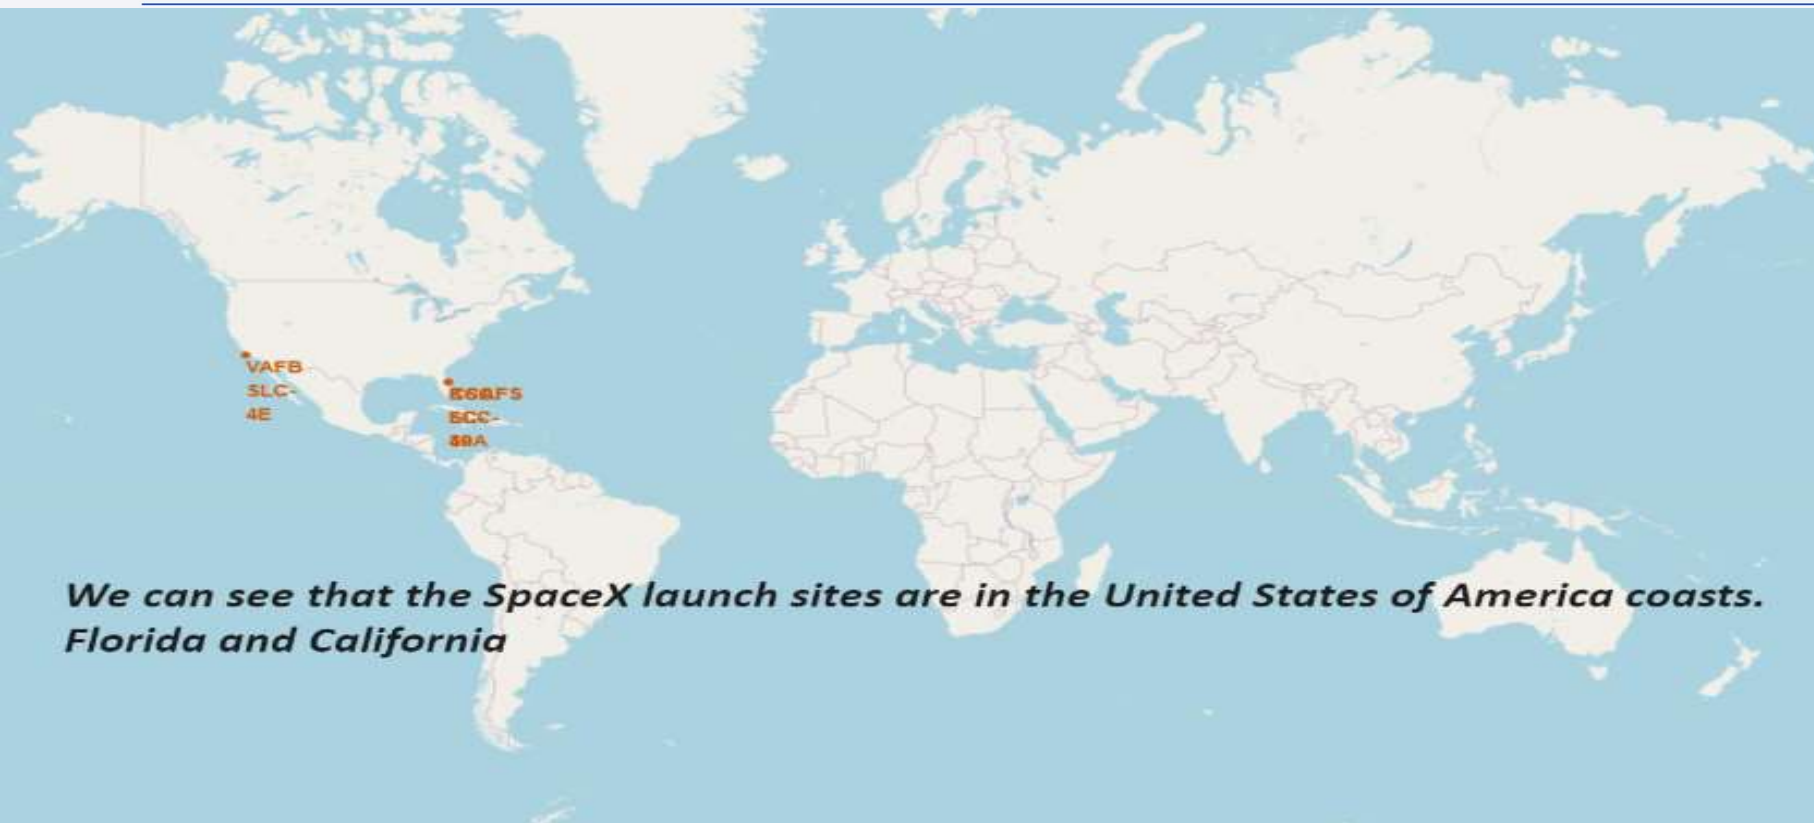 VAFB
SLC-
4E
We can see that the SpaceX launch sites are in the United States of America coasts.
Florida and California